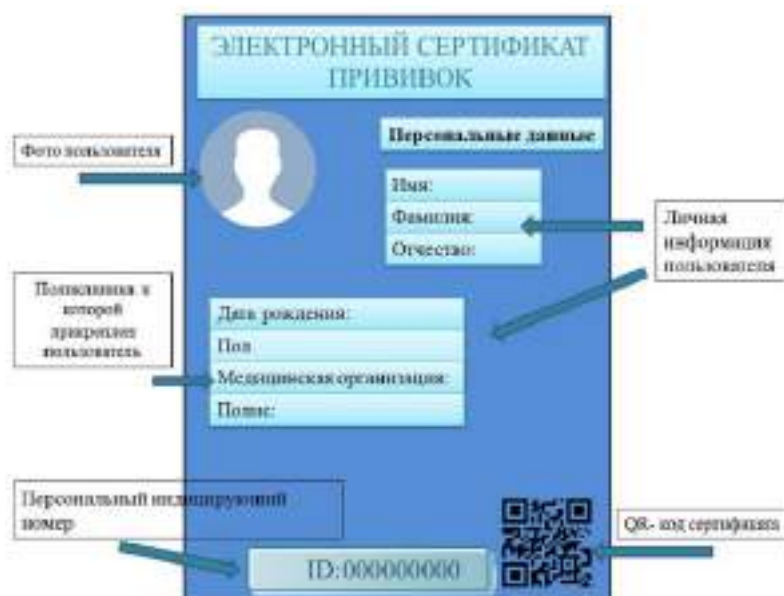 ЭЛЕКТРОННЫЙ СЕРТИФИКАТ
ПРИВИВОК
Фото пользователя
Персональные данные
Имя:
Фамилия:
Отчество:
Личная
информация
пользователя
Поликлиника к
которой
прикреплен
пользователь
Дата рождения:
Пол
Медицинская организация:
Полис:
Персональный индицирующий
номер
QR- код сертификата
ID:000000000